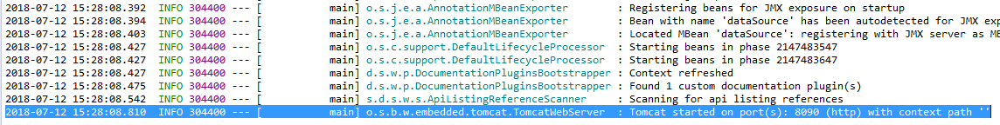 2018-07-12 15:28:08.392  INFO 304400 --- [           main] o.s.j.e.a.AnnotationMBeanExporter        : Registering beans for JMX exposure on startup
2018-07-12 15:28:08.394  INFO 304400 --- [           main] o.s.j.e.a.AnnotationMBeanExporter        : Bean with name 'dataSource' has been autodetected for JMX exp
2018-07-12 15:28:08.403  INFO 304400 --- [           main] o.s.j.e.a.AnnotationMBeanExporter        : Located MBean 'dataSource': registering with JMX server as MB
2018-07-12 15:28:08.427  INFO 304400 --- [           main] o.s.c.support.DefaultLifecycleProcessor  : Starting beans in phase 2147483547
2018-07-12 15:28:08.427  INFO 304400 --- [           main] o.s.c.support.DefaultLifecycleProcessor  : Starting beans in phase 2147483647
2018-07-12 15:28:08.427  INFO 304400 --- [           main] d.s.w.p.DocumentationPluginsBootstrapper : Context refreshed
2018-07-12 15:28:08.475  INFO 304400 --- [           main] d.s.w.p.DocumentationPluginsBootstrapper : Found 1 custom documentation plugin(s)
2018-07-12 15:28:08.542  INFO 304400 --- [           main] s.d.s.w.s.ApiListingReferenceScanner     : Scanning for api listing references
2018-07-12 15:28:08.810  INFO 304400 --- [           main] o.s.b.w.embedded.tomcat.TomcatWebServer  : Tomcat started on port(s): 8090 (http) with context path ''